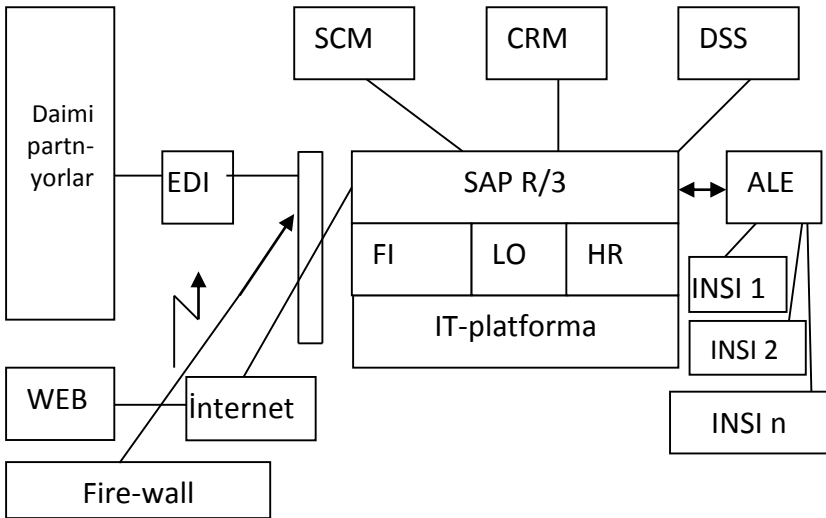 SCM
CRM
DSS
Daimi
partn-
yorlar
EDI
SAP R/3
ALE
FI
LO
HR
INSI 1
IT-platforma
INSI 2
WEB
İnternet
INSI n
Fire-wall